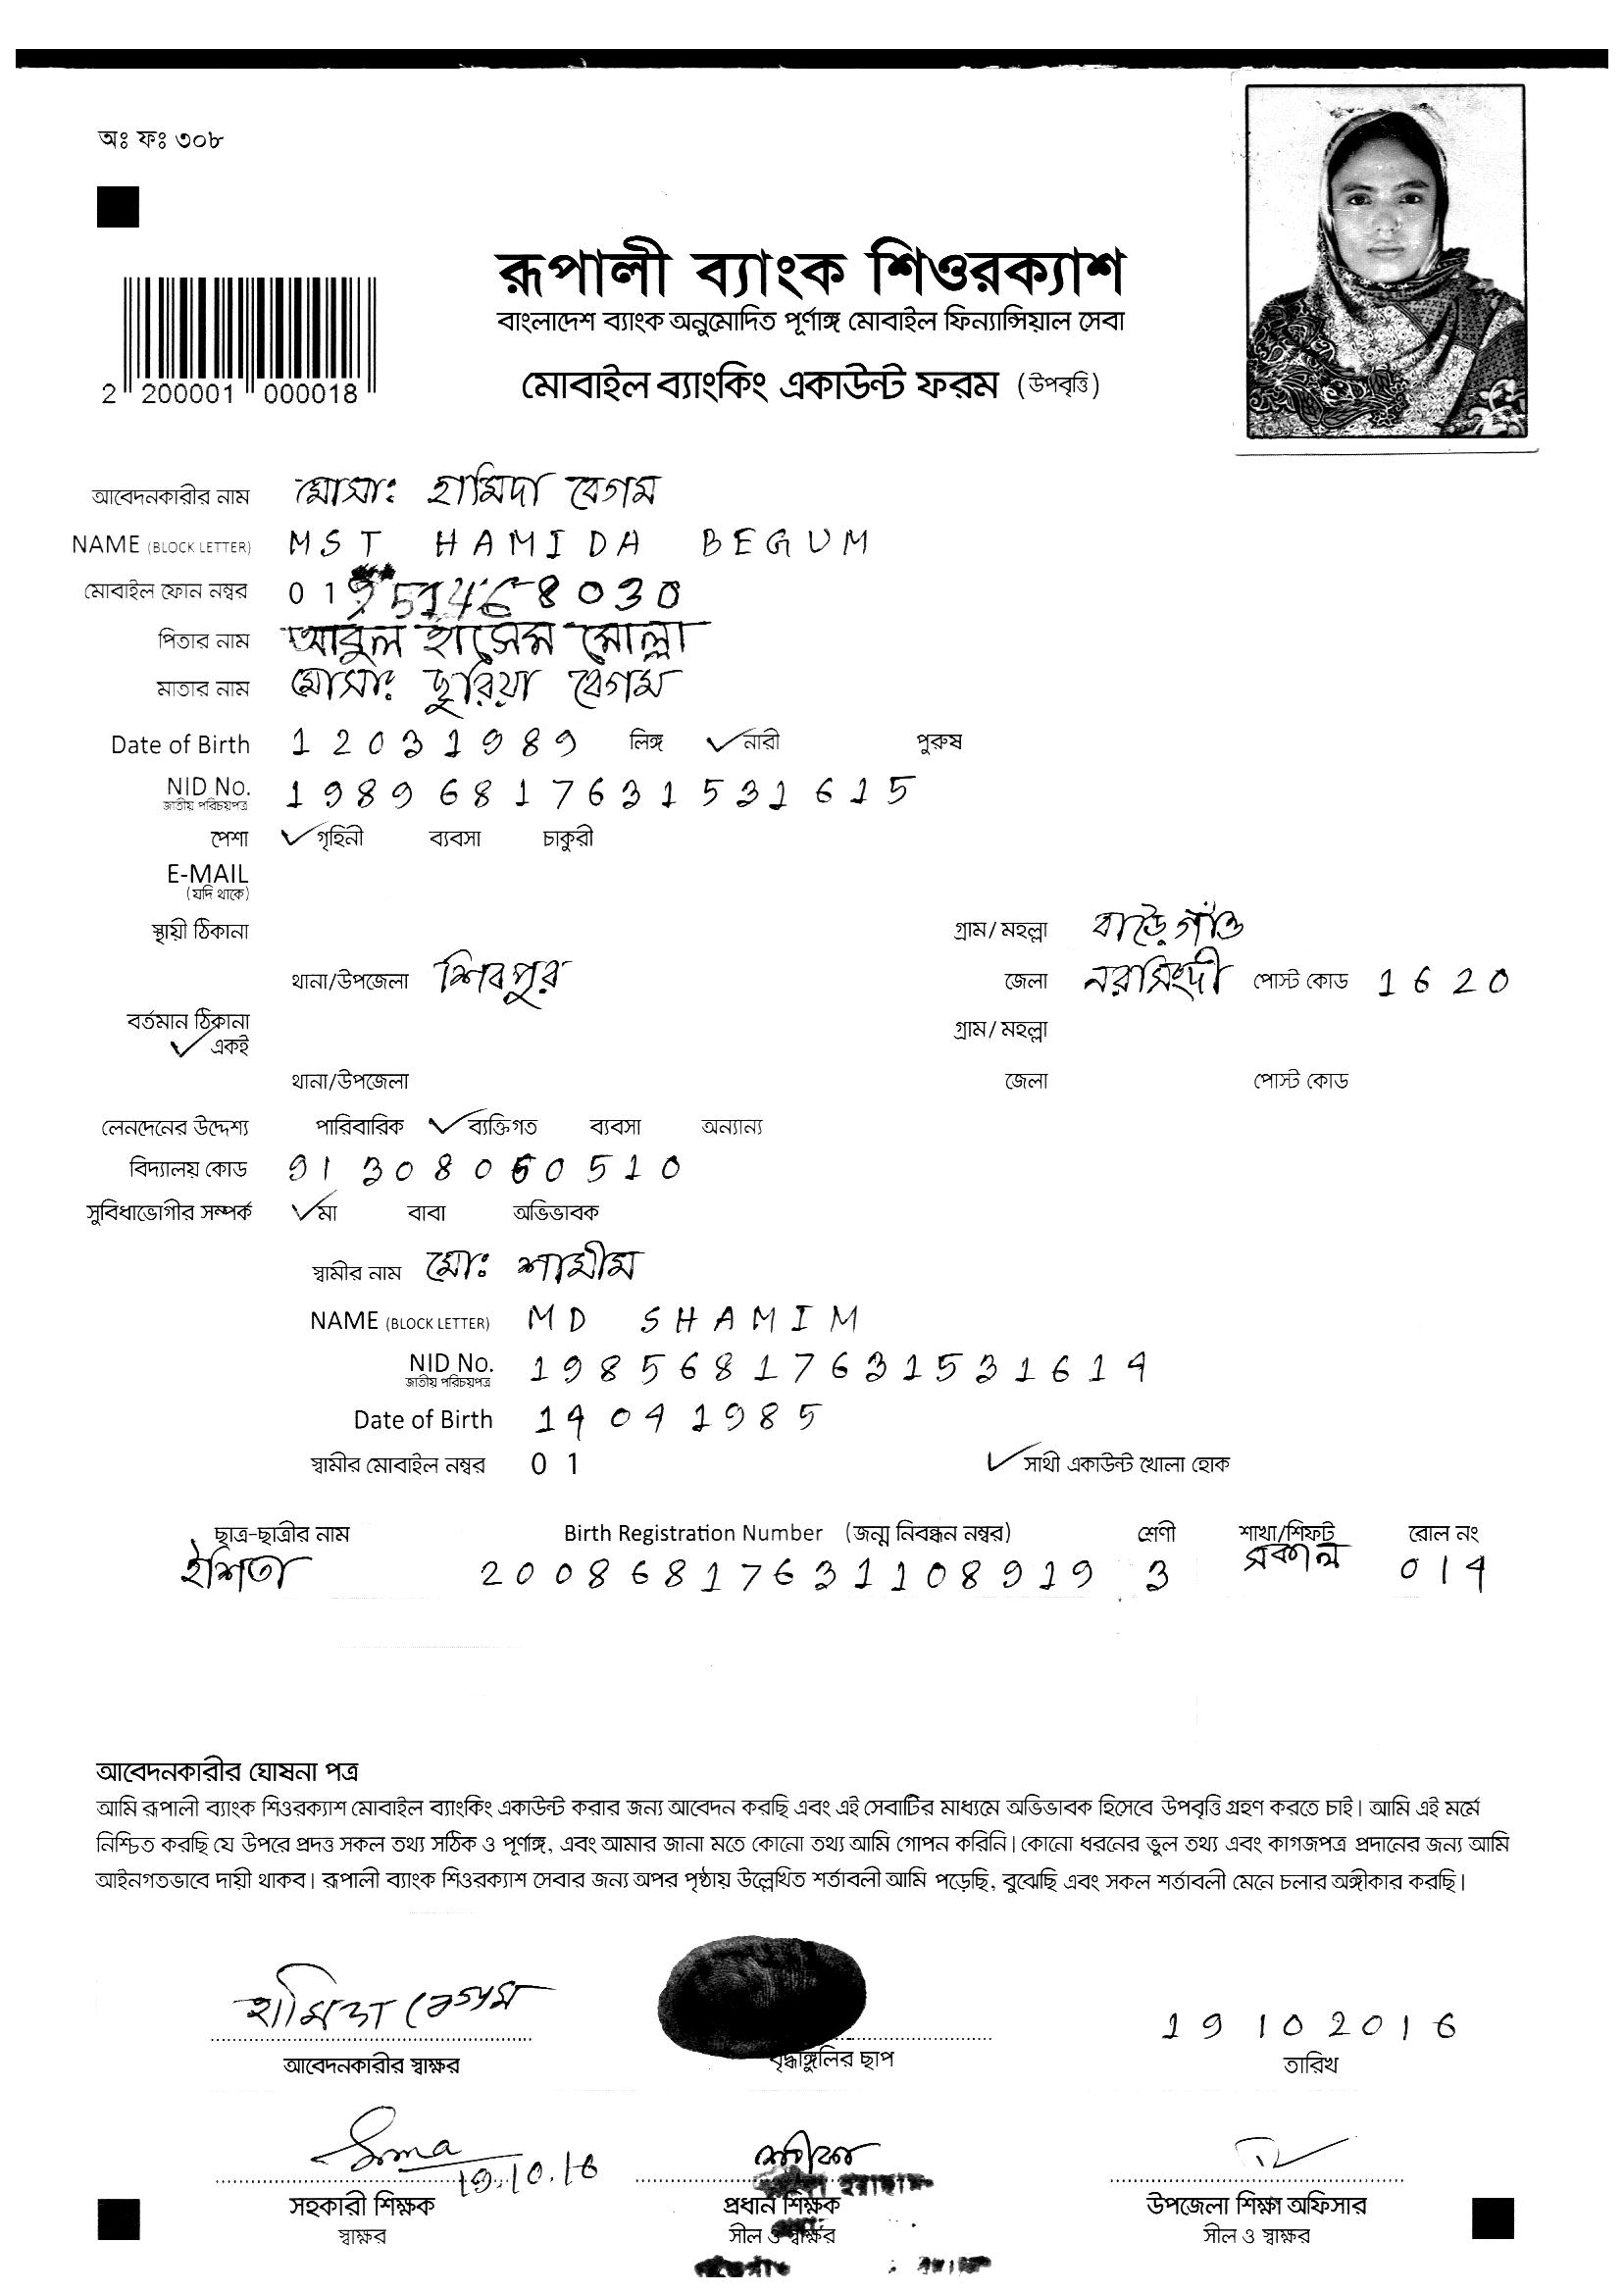 অঃ ফঃ ৩০৮
রূপালী ব্যাংক শিওরক্যাশ
বাংলাদেশ ব্যাংক অনুমোদিত পূর্ণাঙ্গ মোবাইল ফিন্যান্সিয়াল সেবা
মোবাইল ব্যাংকিং একাউন্ট ফরম (উপবৃত্তি)
2 200001 000018
আবেদনকারীর নাম মোসাঃ হামিদা বেগম
NAME (BLOCK LETTER) MST HAMIDA BEGUM
মোবাইল ফোন নম্বর 01 8030
পিতার নাম আবুল হাসেম মোল্লা
মাতার নাম মোসাঃ ছুরিয়া বেগম
Date of Birth 12031989 লিঙ্গ নারী পুরুষ
NID No. 19896817631531615
জাতীয় পরিচয়পত্র
পেশা গৃহিনী ব্যবসা চাকুরী
E-MAIL
(যদি থাকে)
স্থায়ী ঠিকানা গ্রাম/ মহল্লা বাড়ৈগাঁও
থানা/উপজেলা শিবপুর জেলা নরসিংদী পোস্ট কোড 1620
বর্তমান ঠিকানা গ্রাম/ মহল্লা
একই
থানা/উপজেলা জেলা পোস্ট কোড
লেনদেনের উদ্দেশ্য পারিবারিক ব্যক্তিগত ব্যবসা অন্যান্য
বিদ্যালয় কোড 91308060510
সুবিধাভোগীর সম্পর্ক মা বাবা অভিভাবক
স্বামীর নাম মোঃ শামীম
NAME (BLOCK LETTER) MD SHAMIM
NID No. 19856817631531614
জাতীয় পরিচয়পত্র
Date of Birth 14041985
স্বামীর মোবাইল নম্বর 01 সাথী একাউন্ট খোলা হোক
ছাত্র-ছাত্রীর নাম Birth Registration Number (জন্ম নিবন্ধন নম্বর) শ্রেণী শাখা/শিফট্ রোল নং
ইশিতা 20086817631108919 3 সকাল 014
আবেদনকারীর ঘোষনা পত্র
আমি রূপালী ব্যাংক শিওরক্যাশ মোবাইল ব্যাংকিং একাউন্ট করার জন্য আবেদন করছি এবং এই সেবাটির মাধ্যমে অভিভাবক হিসেবে উপবৃত্তি গ্রহণ করতে চাই। আমি এই মর্মে
নিশ্চিত করছি যে উপরে প্রদত্ত সকল তথ্য সঠিক ও পূর্ণাঙ্গ, এবং আমার জানা মতে কোনো তথ্য আমি গোপন করিনি। কোনো ধরনের ভুল তথ্য এবং কাগজপত্র প্রদানের জন্য আমি
আইনগতভাবে দায়ী থাকব। রূপালী ব্যাংক শিওরক্যাশ সেবার জন্য অপর পৃষ্ঠায় উল্লেখিত শর্তাবলী আমি পড়েছি, বুঝেছি এবং সকল শর্তাবলী মেনে চলার অঙ্গীকার করছি।
হামিদা বেগম 19 10 2016
আবেদনকারীর স্বাক্ষর বৃদ্ধাঙ্গুলির ছাপ তারিখ
19.10.16
সহকারী শিক্ষক প্রধান শিক্ষক উপজেলা শিক্ষা অফিসার
স্বাক্ষর সীল ও স্বাক্ষর সীল ও স্বাক্ষর